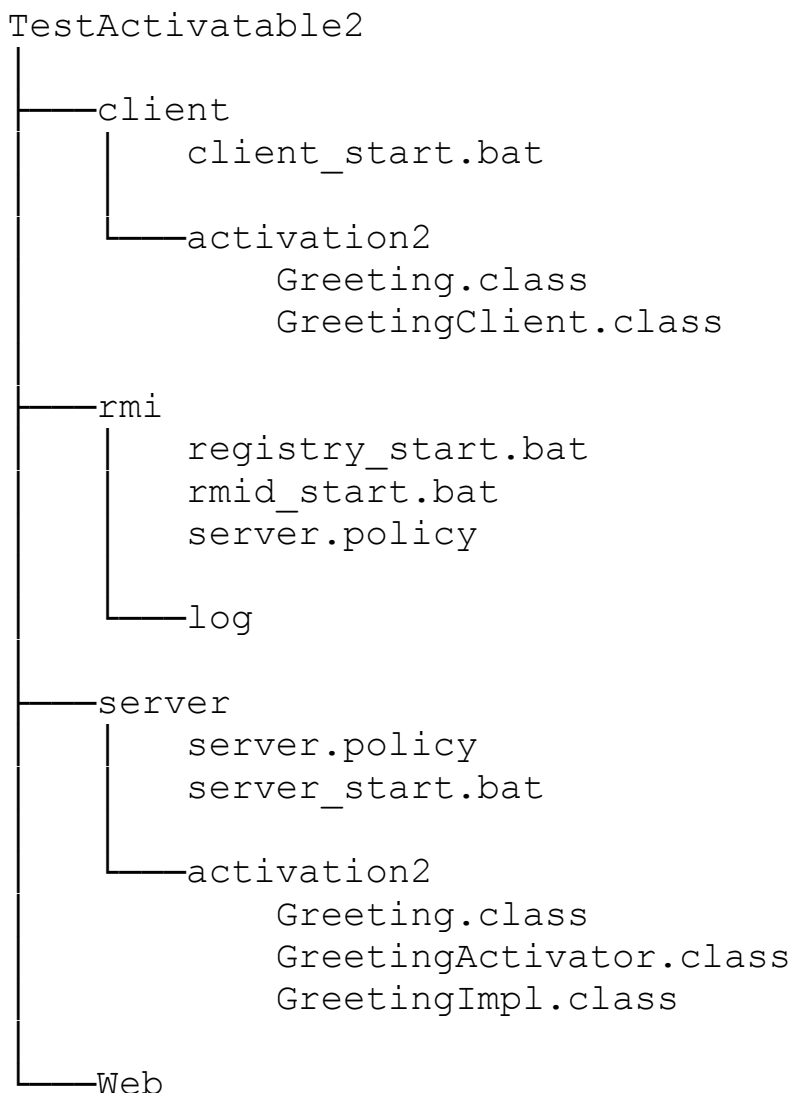 TestActivatable2
client
client_start.bat
activation2
Greeting.class
GreetingClient.class
rmi
registry_start.bat
rmid_start.bat
server.policy
log
server
server.policy
server_start.bat
activation2
Greeting.class
GreetingActivator.class
GreetingImpl.class
Web